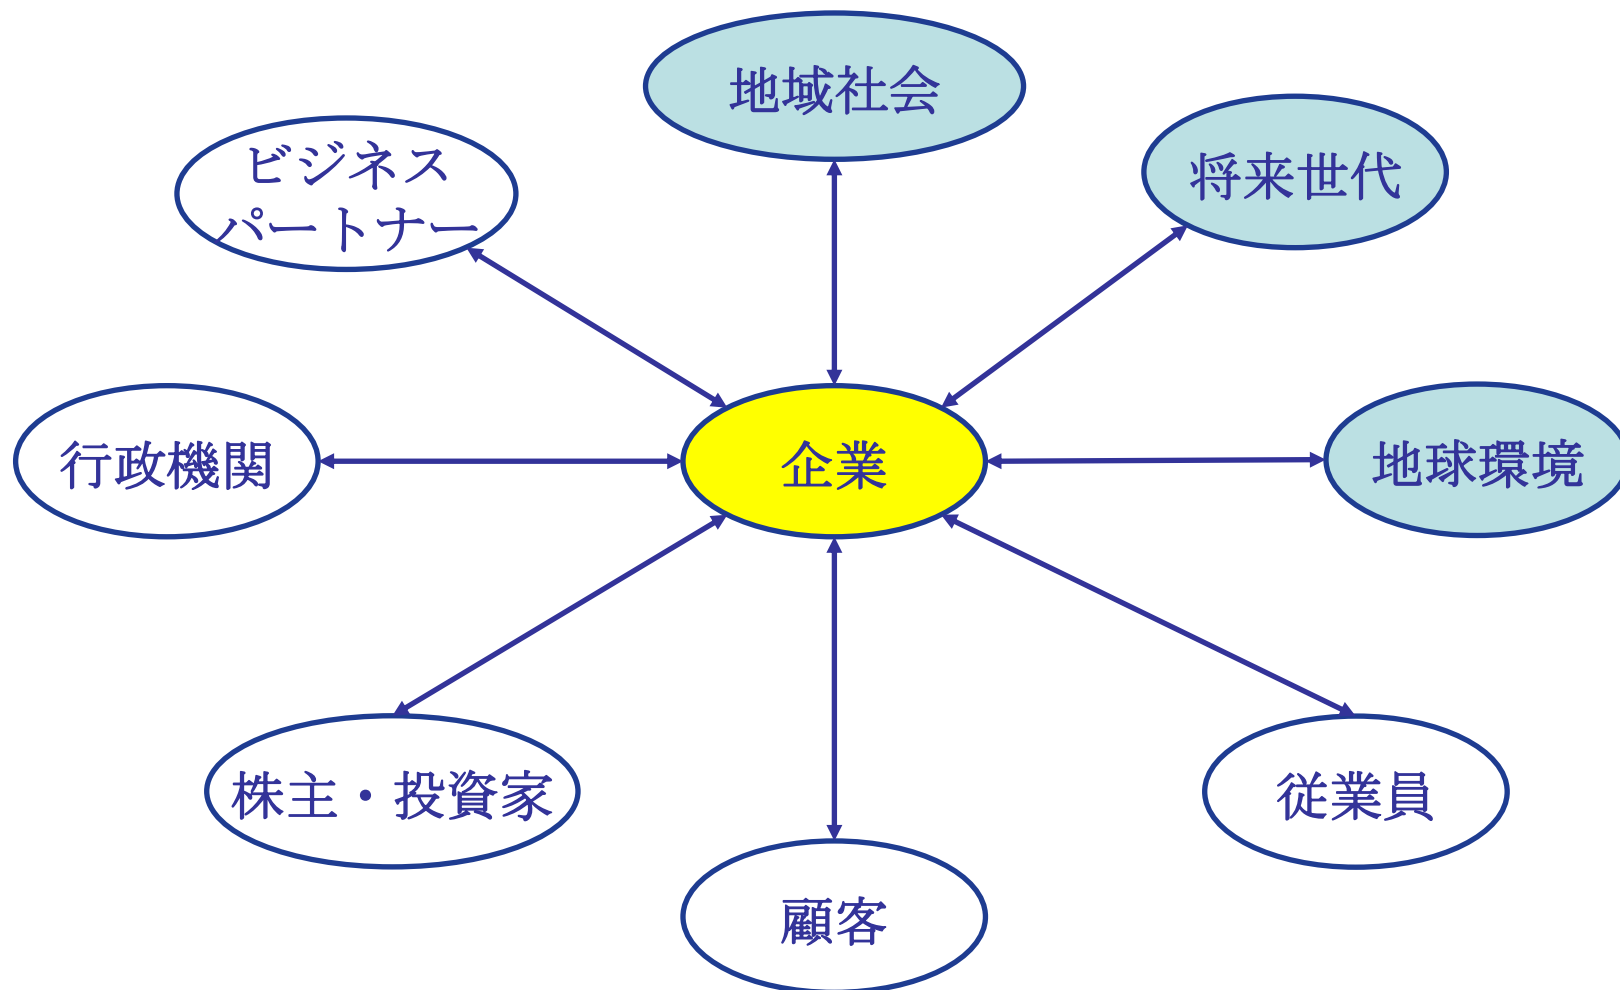 地域社会
将来世代
ビジネス
パートナー
行政機関
企業
地球環境
株主・投資家
従業員
顧客